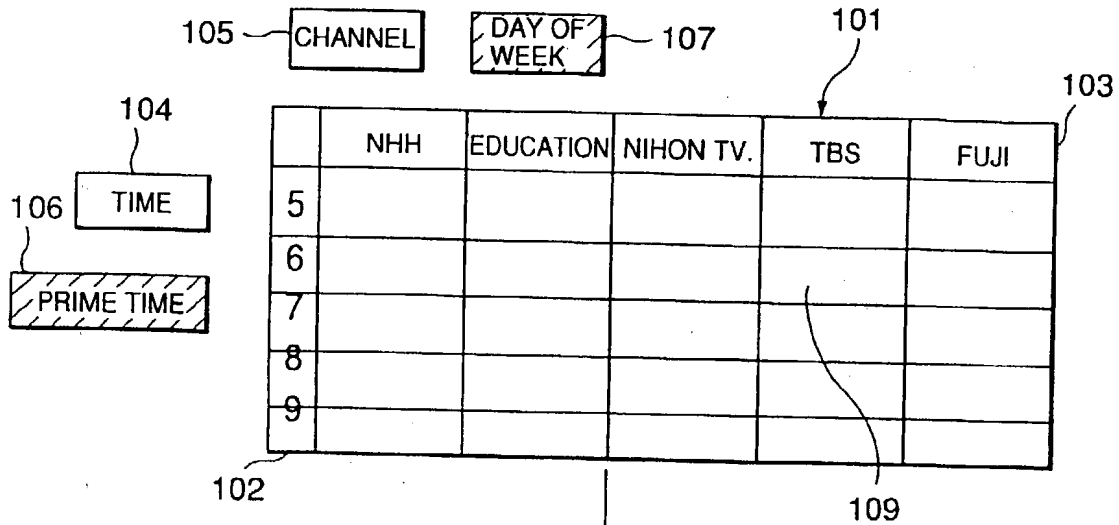 105 CHANNEL DAY OF WEEK 107 101
104 103
NHH EDUCATION NIHON TV. TBS FUJI
TIME 5
106 6
PRIME TIME 7
8
9
102 109